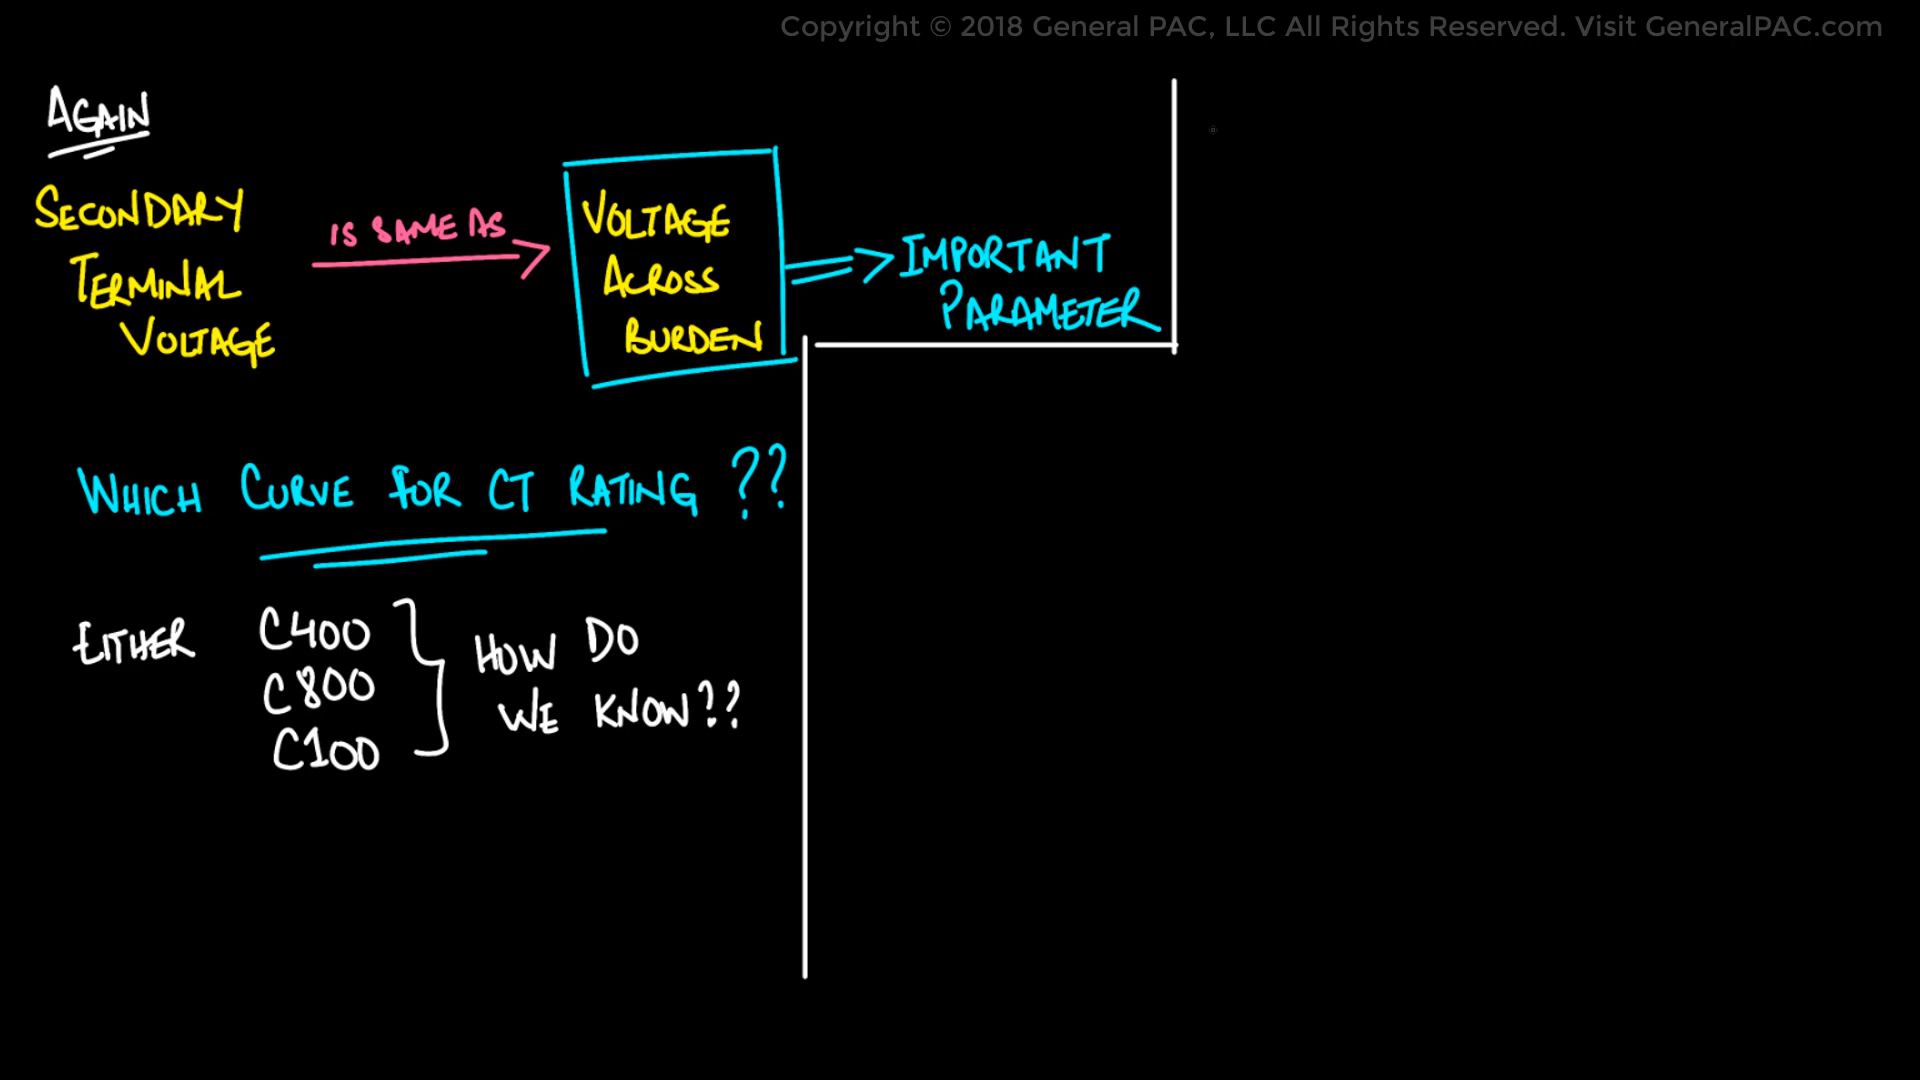 Copyright © 2018 General PAC, LLC All Rights Reserved. Visit GeneralPAC.com
AGAIN
SECONDARY
TERMINAL
VOLTAGE
IS SAME AS
VOLTAGE
ACROSS
BURDEN
IMPORTANT
PARAMETER
WHICH CURVE FOR CT RATING ??
EITHER C400
C800
C100
HOW DO
WE KNOW??